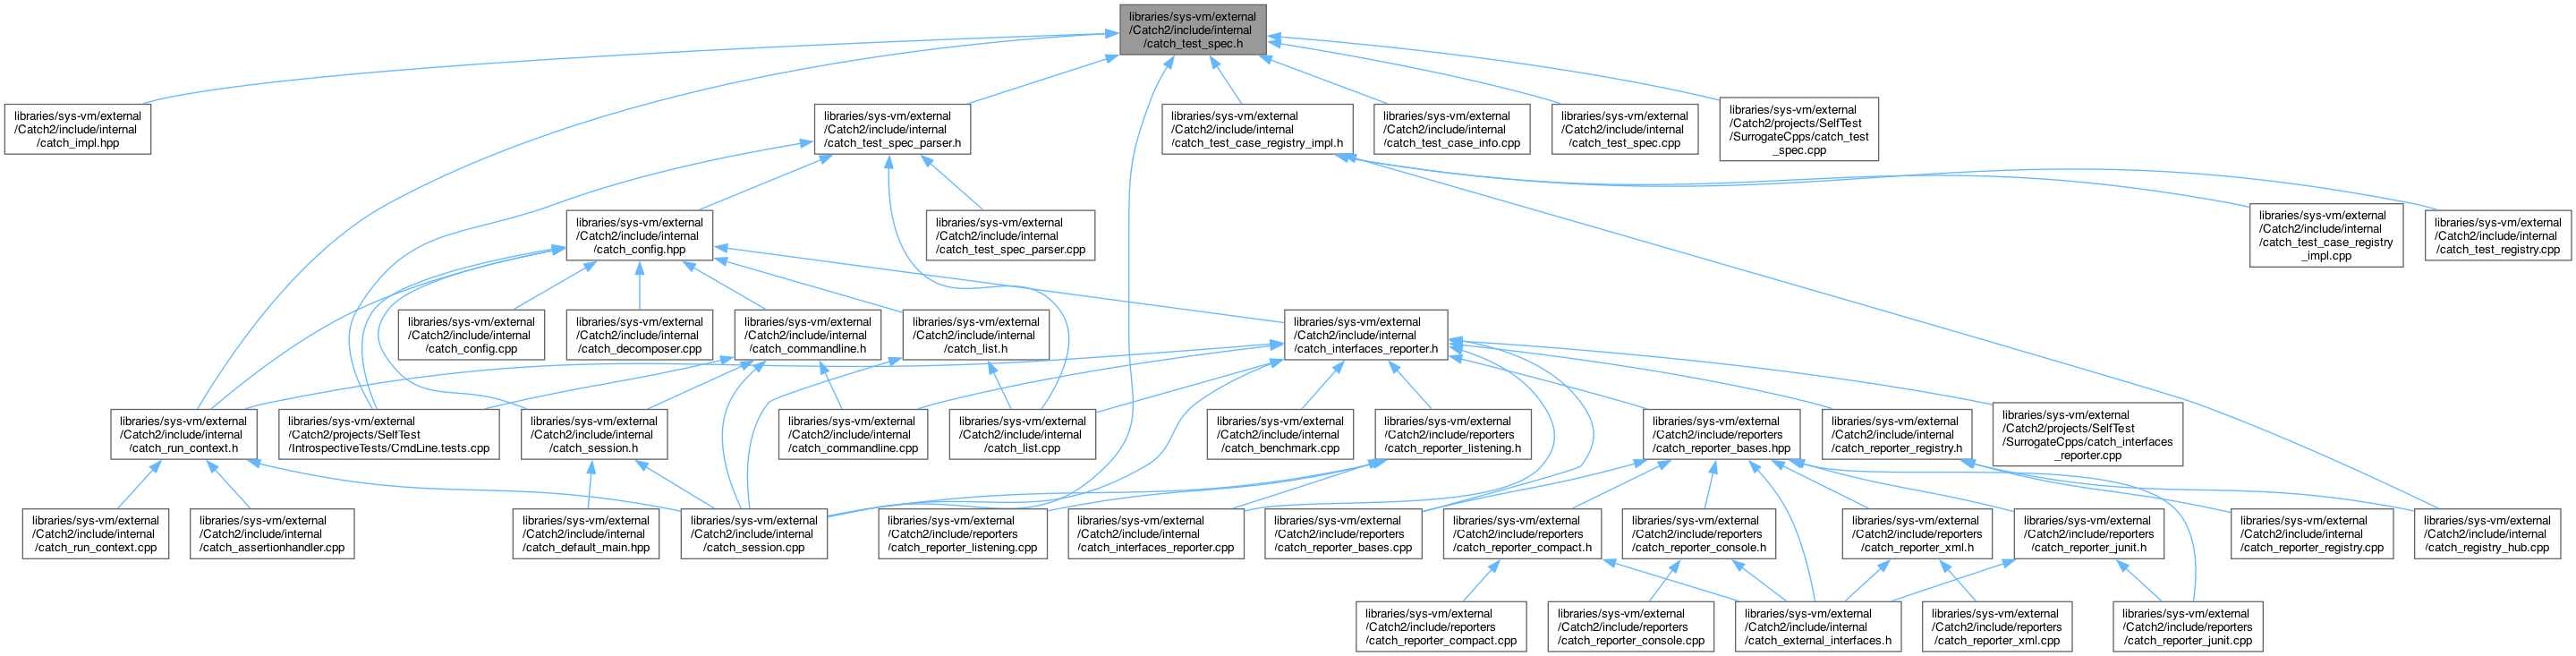 libraries/sys-vm/external
/Catch2/include/internal
/catch_test_spec.h
libraries/sys-vm/external
/Catch2/include/internal
/catch_impl.hpp
libraries/sys-vm/external
/Catch2/include/internal
/catch_test_spec_parser.h
libraries/sys-vm/external
/Catch2/include/internal
/catch_test_case_registry_impl.h
libraries/sys-vm/external
/Catch2/include/internal
/catch_test_case_info.cpp
libraries/sys-vm/external
/Catch2/include/internal
/catch_test_spec.cpp
libraries/sys-vm/external
/Catch2/projects/SelfTest
/SurrogateCpps/catch_test
_spec.cpp
libraries/sys-vm/external
/Catch2/include/internal
/catch_config.hpp
libraries/sys-vm/external
/Catch2/include/internal
/catch_test_spec_parser.cpp
libraries/sys-vm/external
/Catch2/include/internal
/catch_test_case_registry
_impl.cpp
libraries/sys-vm/external
/Catch2/include/internal
/catch_test_registry.cpp
libraries/sys-vm/external
/Catch2/include/internal
/catch_config.cpp
libraries/sys-vm/external
/Catch2/include/internal
/catch_decomposer.cpp
libraries/sys-vm/external
/Catch2/include/internal
/catch_commandline.h
libraries/sys-vm/external
/Catch2/include/internal
/catch_list.h
libraries/sys-vm/external
/Catch2/include/internal
/catch_interfaces_reporter.h
libraries/sys-vm/external
/Catch2/include/internal
/catch_run_context.h
libraries/sys-vm/external
/Catch2/projects/SelfTest
/IntrospectiveTests/CmdLine.tests.cpp
libraries/sys-vm/external
/Catch2/include/internal
/catch_session.h
libraries/sys-vm/external
/Catch2/include/internal
/catch_commandline.cpp
libraries/sys-vm/external
/Catch2/include/internal
/catch_list.cpp
libraries/sys-vm/external
/Catch2/include/internal
/catch_benchmark.cpp
libraries/sys-vm/external
/Catch2/include/reporters
/catch_reporter_listening.h
libraries/sys-vm/external
/Catch2/include/reporters
/catch_reporter_bases.hpp
libraries/sys-vm/external
/Catch2/include/internal
/catch_reporter_registry.h
libraries/sys-vm/external
/Catch2/projects/SelfTest
/SurrogateCpps/catch_interfaces
_reporter.cpp
libraries/sys-vm/external
/Catch2/include/internal
/catch_run_context.cpp
libraries/sys-vm/external
/Catch2/include/internal
/catch_assertionhandler.cpp
libraries/sys-vm/external
/Catch2/include/internal
/catch_default_main.hpp
libraries/sys-vm/external
/Catch2/include/internal
/catch_session.cpp
libraries/sys-vm/external
/Catch2/include/reporters
/catch_reporter_listening.cpp
libraries/sys-vm/external
/Catch2/include/internal
/catch_interfaces_reporter.cpp
libraries/sys-vm/external
/Catch2/include/reporters
/catch_reporter_bases.cpp
libraries/sys-vm/external
/Catch2/include/reporters
/catch_reporter_compact.h
libraries/sys-vm/external
/Catch2/include/reporters
/catch_reporter_console.h
libraries/sys-vm/external
/Catch2/include/reporters
/catch_reporter_xml.h
libraries/sys-vm/external
/Catch2/include/reporters
/catch_reporter_junit.h
libraries/sys-vm/external
/Catch2/include/internal
/catch_reporter_registry.cpp
libraries/sys-vm/external
/Catch2/include/internal
/catch_registry_hub.cpp
libraries/sys-vm/external
/Catch2/include/reporters
/catch_reporter_compact.cpp
libraries/sys-vm/external
/Catch2/include/reporters
/catch_reporter_console.cpp
libraries/sys-vm/external
/Catch2/include/internal
/catch_external_interfaces.h
libraries/sys-vm/external
/Catch2/include/reporters
/catch_reporter_xml.cpp
libraries/sys-vm/external
/Catch2/include/reporters
/catch_reporter_junit.cpp